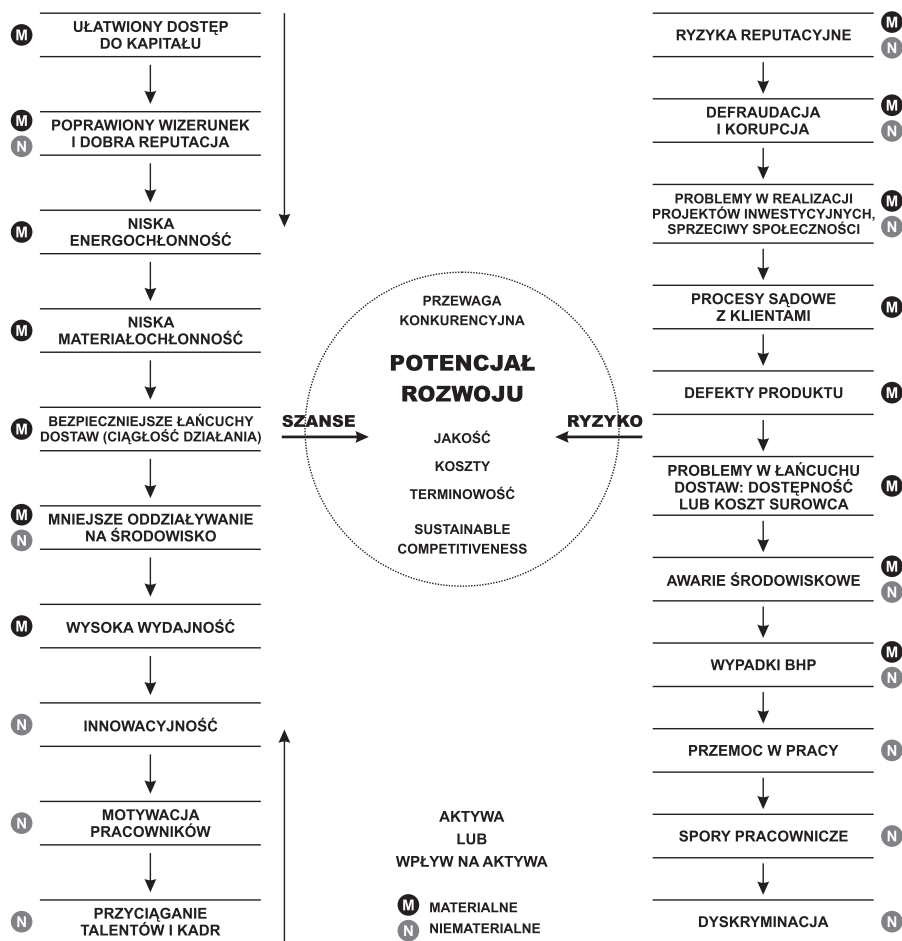 M
UŁATWIONY DOSTĘP
DO KAPITAŁU
M
N
POPRAWIONY WIZERUNEK
I DOBRA REPUTACJA
M
NISKA
ENERGOCHŁONNOŚĆ
M
NISKA
MATERIAŁOCHŁONNOŚĆ
M
BEZPIECZNIEJSZE ŁAŃCUCHY
DOSTAW (CIĄGŁOŚĆ DZIAŁANIA)
M
N
MNIEJSZE ODDZIAŁYWANIE
NA ŚRODOWISKO
M
WYSOKA WYDAJNOŚĆ
N
INNOWACYJNOŚĆ
N
MOTYWACJA
PRACOWNIKÓW
N
PRZYCIĄGANIE
TALENTÓW I KADR
SZANSE
PRZEWAGA
KONKURENCYJNA
POTENCJAŁ
ROZWOJU
JAKOŚĆ
KOSZTY
TERMINOWOŚĆ
SUSTAINABLE
COMPETITIVENESS
RYZYKO
AKTYWA
LUB
WPŁYW NA AKTYWA
M MATERIALNE
N NIEMATERIALNE
RYZYKA REPUTACYJNE
M
N
DEFRAUDACJA
I KORUPCJA
M
N
PROBLEMY W REALIZACJI
PROJEKTÓW INWESTYCYJNYCH,
SPRZECIWY SPOŁECZNOŚCI
M
N
PROCESY SĄDOWE
Z KLIENTAMI
M
DEFEKTY PRODUKTU
M
PROBLEMY W ŁAŃCUCHU
DOSTAW: DOSTĘPNOŚĆ
LUB KOSZT SUROWCA
M
AWARIE ŚRODOWISKOWE
M
N
WYPADKI BHP
M
N
PRZEMOC W PRACY
N
SPORY PRACOWNICZE
N
DYSKRYMINACJA
N